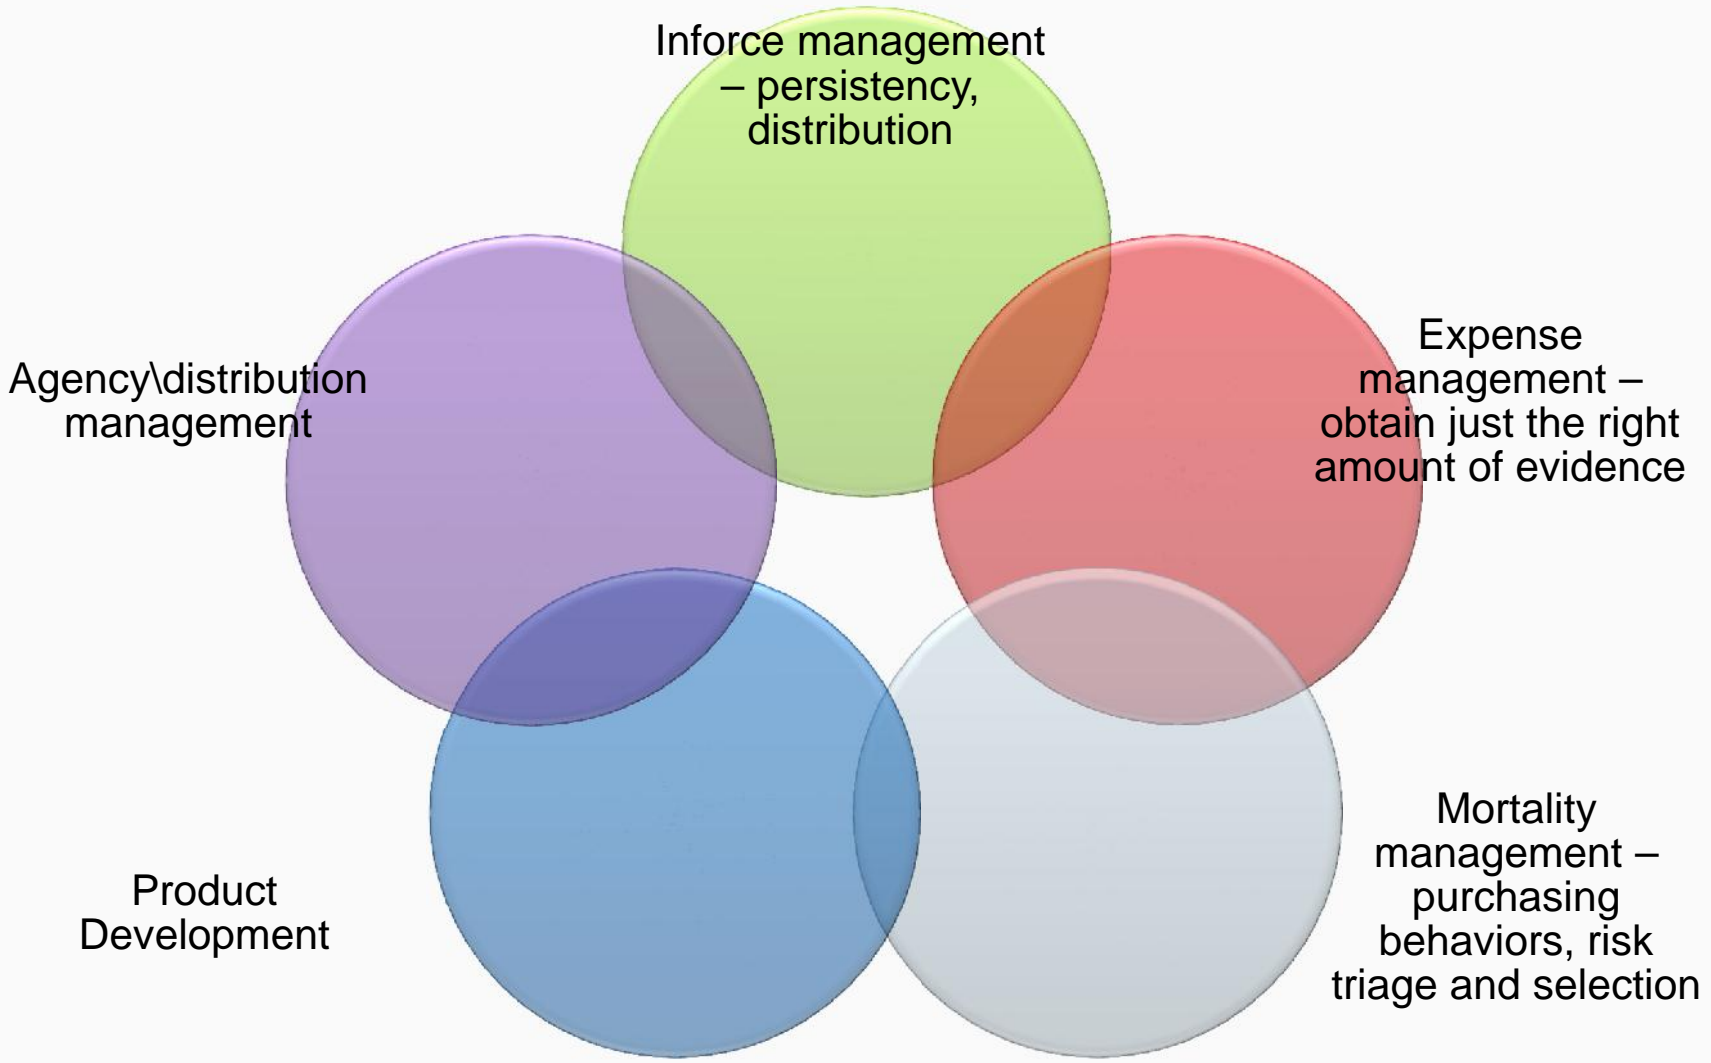 Inforce management
– persistency,
distribution
Expense
management –
obtain just the right
amount of evidence
Agency\distribution
management
Mortality
management –
purchasing
behaviors, risk
triage and selection
Product
Development